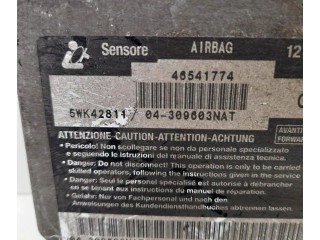 Sensore AIRBAG 12
46541774
5WK42811 04-309603NAT
ATTENZIONE-CAUTION-ATTENTION-ACHTUNG
AVANTI
FORWAR
• Pericolo! Non scollegare se non da personale specializzato
e seguendo le istruzioni del manuale di assistenza tecnica.
• Danger: Do not disconnect! This operation is only to be carried
skilled operators, following the instructions given in the service
• Danger: Seul le personnel spécialisé est autorisé à débrancher
en se tenant aux instructions du manuel de réparation.
• Gefahr: Nur von Fachpersonal und nach den
Anweisungen des Kundendiensthandbuches abtrennen lassen.